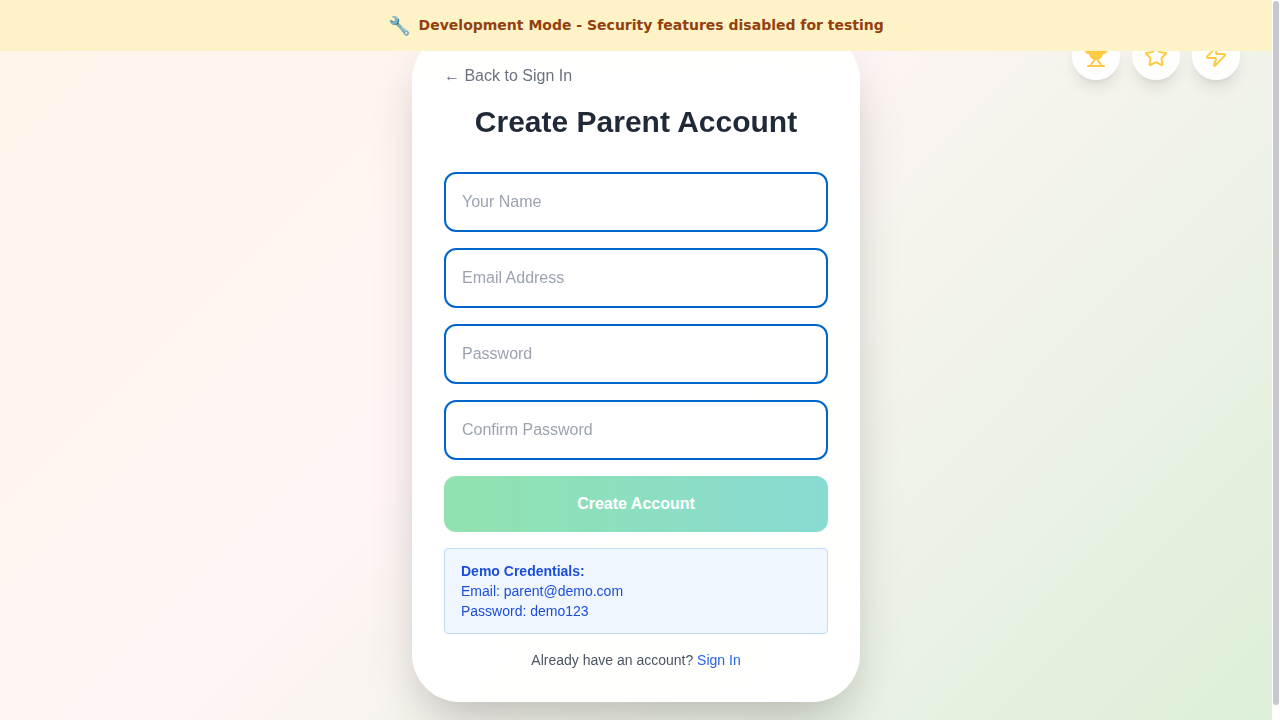 🔧 Development Mode - Security features disabled for testing
← Back to Sign In
Create Parent Account
Your Name
Email Address
Password
Confirm Password
Create Account
Demo Credentials:
Email: parent@demo.com
Password: demo123
Already have an account? Sign In